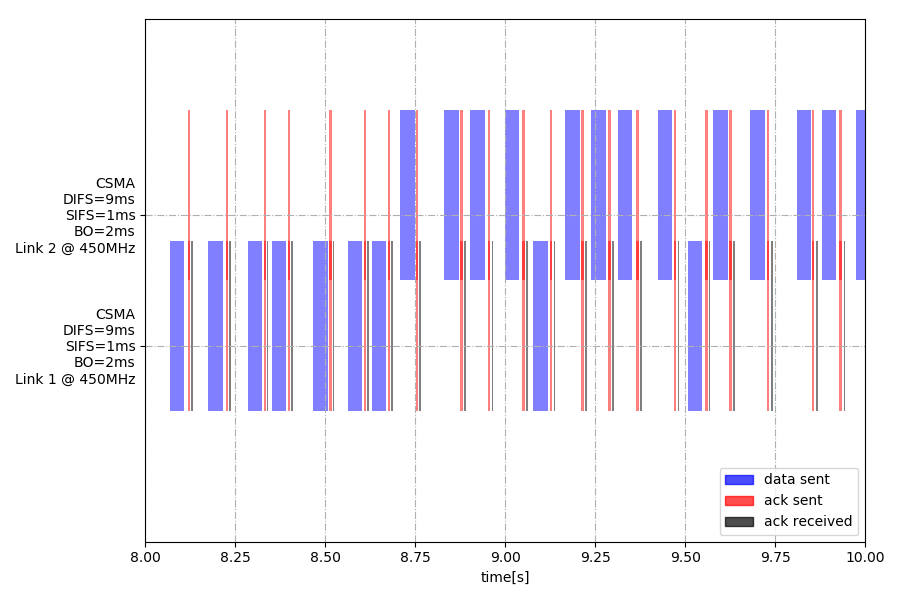 CSMA
DIFS=9ms
SIFS=1ms
BO=2ms
Link 2 @ 450MHz
CSMA
DIFS=9ms
SIFS=1ms
BO=2ms
Link 1 @ 450MHz
data sent
ack sent
ack received
8.00 8.25 8.50 8.75 9.00 9.25 9.50 9.75 10.00
time[s]